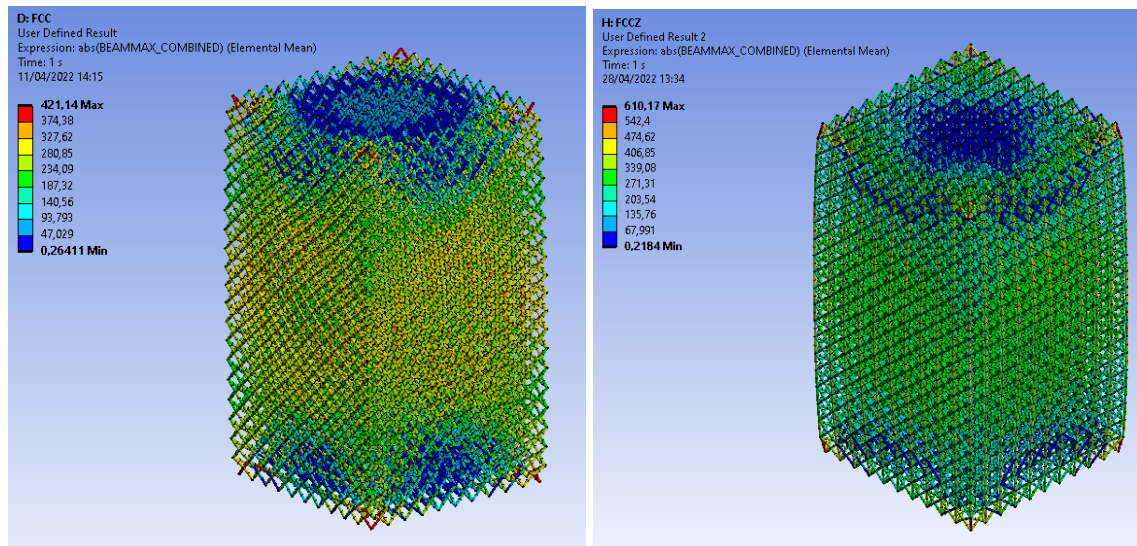 D: FCC
User Defined Result
Expression: abs(BEAMMAX_COMBINED) (Elemental Mean)
Time: 1 s
11/04/2022 14:15
421,14 Max
374,38
327,62
280,85
234,09
187,32
140,56
93,793
47,029
0,26411 Min
H: FCCZ
User Defined Result 2
Expression: abs(BEAMMAX_COMBINED) (Elemental Mean)
Time: 1 s
28/04/2022 13:34
610,17 Max
542,4
474,62
406,85
339,08
271,31
203,54
135,76
67,991
0,2184 Min